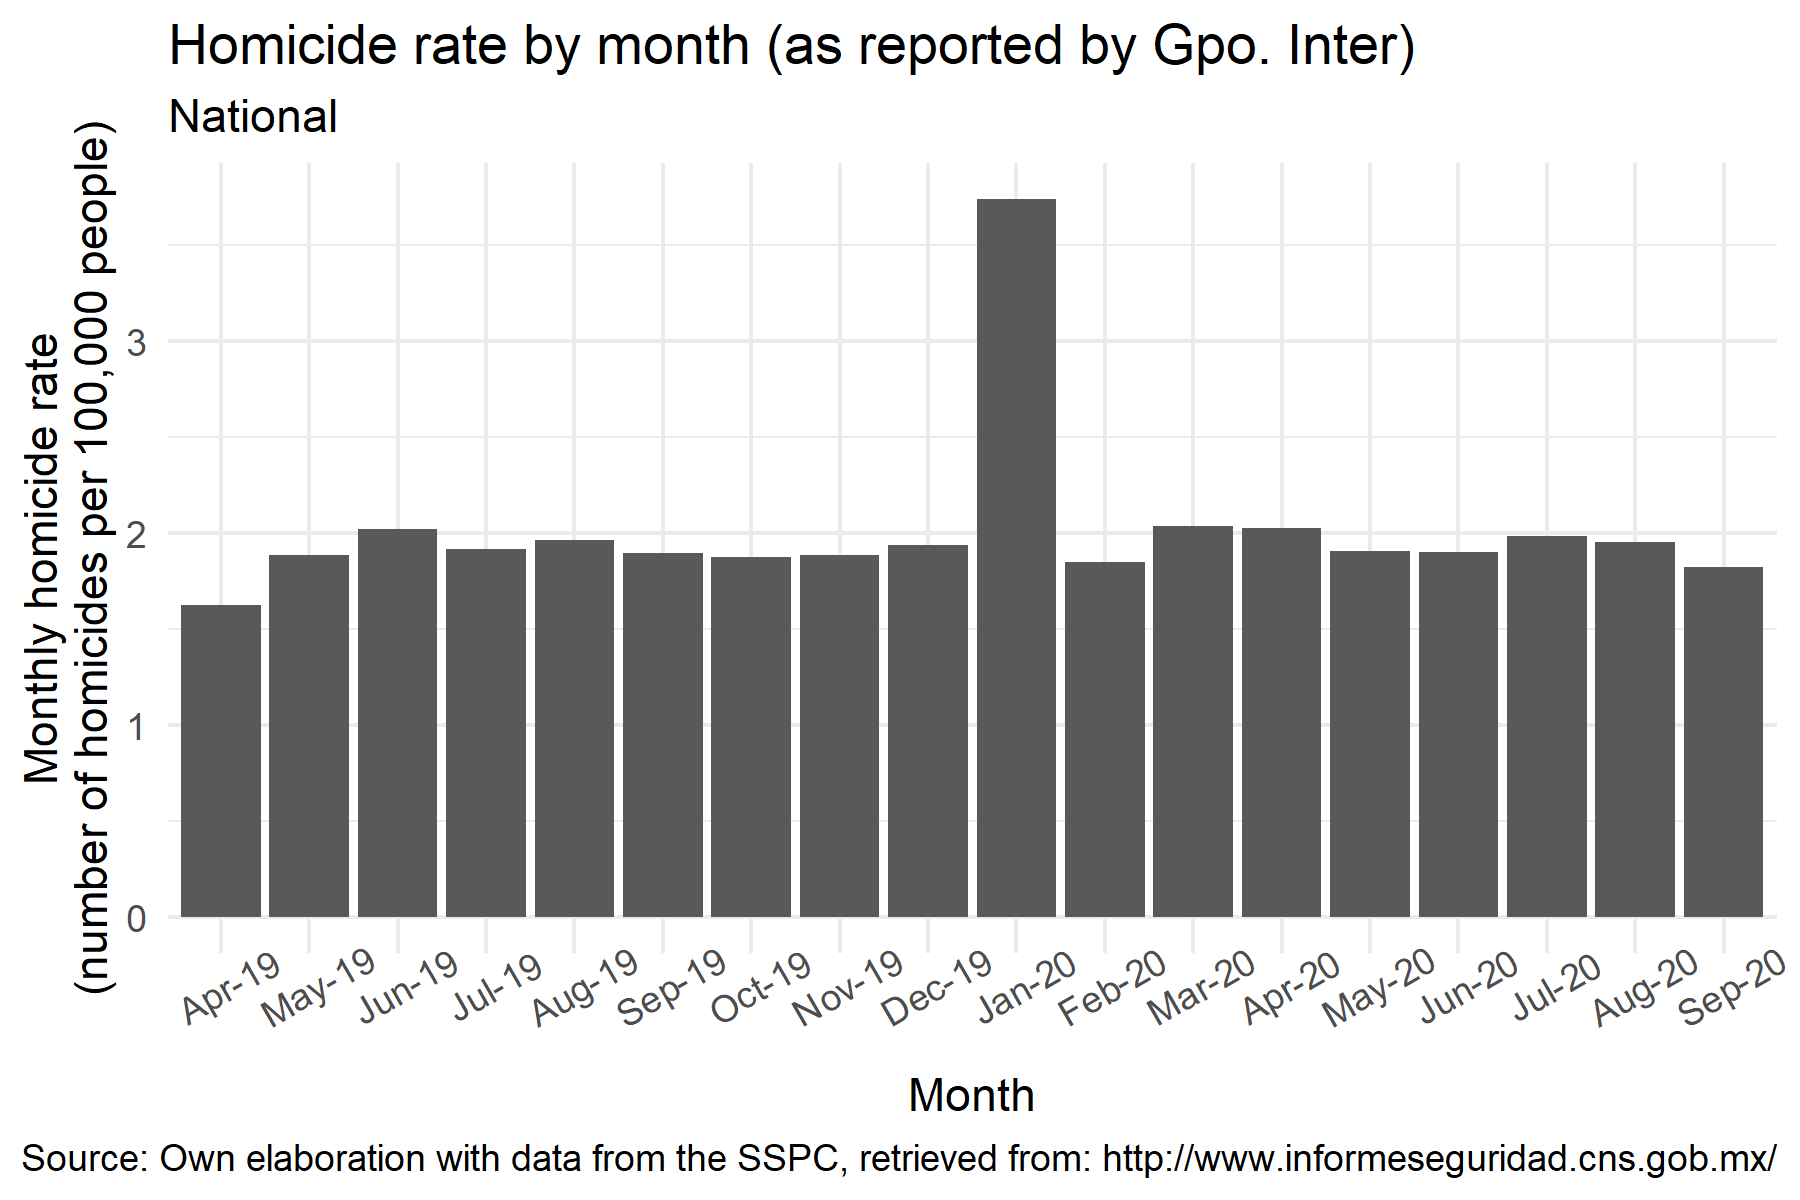 Homicide rate by month (as reported by Gpo. Inter)
National
Monthly homicide rate
(number of homicides per 100,000 people)
3
2
1
0
Apr-19
May-19
Jun-19
Jul-19
Aug-19
Sep-19
Oct-19
Nov-19
Dec-19
Jan-20
Feb-20
Mar-20
Apr-20
May-20
Jun-20
Jul-20
Aug-20
Sep-20
Month
Source: Own elaboration with data from the SSPC, retrieved from: http://www.informeseguridad.cns.gob.mx/